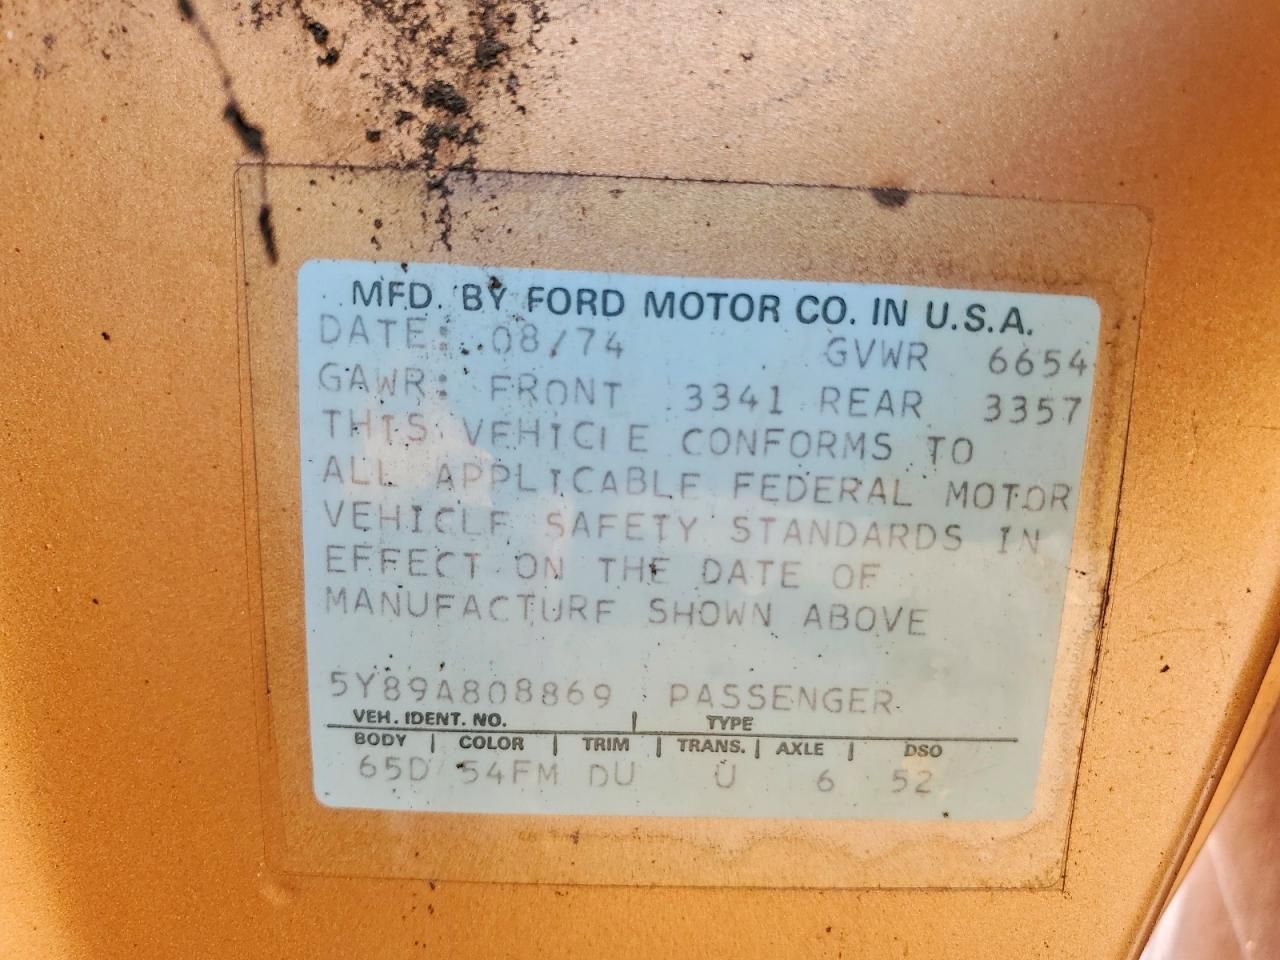 MFD. BY FORD MOTOR CO. IN U.S.A.
DATE: 08/74 GVWR 6654
GAWR: FRONT 3341 REAR 3357
THIS VEHICLE CONFORMS TO
ALL APPLICABLE FEDERAL MOTOR
VEHICLE SAFETY STANDARDS IN
EFFECT ON THE DATE OF
MANUFACTURE SHOWN ABOVE
5Y89A808869 PASSENGER
VEH. IDENT. NO. | TYPE
BODY | COLOR | TRIM | TRANS. | AXLE | DSO
65D 54FM DU U 6 52